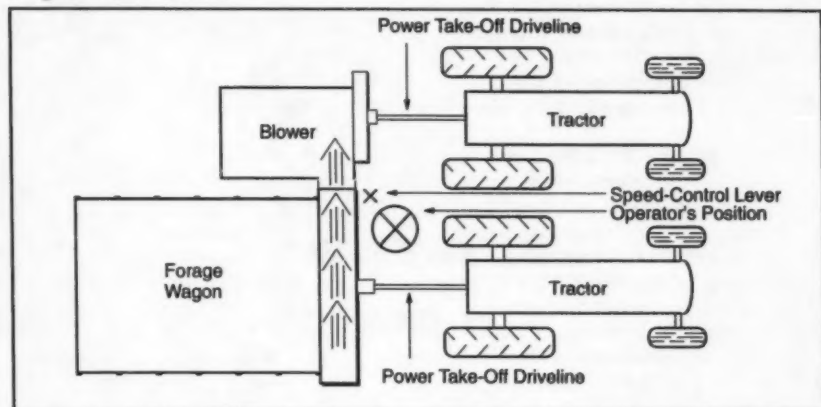 Power Take-Off Driveline
Blower
Tractor
Speed-Control Lever
Operator's Position
Forage
Wagon
Tractor
Power Take-Off Driveline